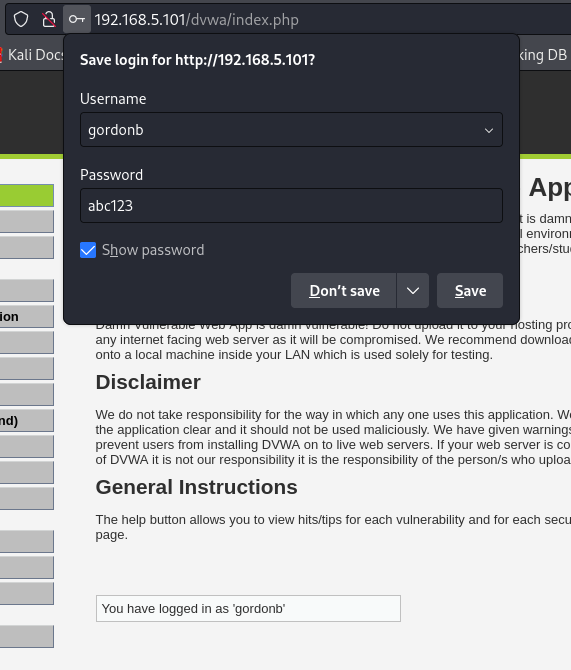 192.168.5.101/dvwa/index.php
Kali Docs
king DB
Save login for http://192.168.5.101?
Username
gordonb
Password
abc123
Show password
Don't save
Save
App
t is damn
l environm
chers/stud
ion
nd)
Damn Vulnerable Web App is damn vulnerable! Do not upload it to your hosting pro
any internet facing web server as it will be compromised. We recommend download
onto a local machine inside your LAN which is used solely for testing.
Disclaimer
We do not take responsibility for the way in which any one uses this application. We
the application clear and it should not be used maliciously. We have given warnings
prevent users from installing DVWA on to live web servers. If your web server is co
of DVWA it is not our responsibility it is the responsibility of the person/s who uploa
General Instructions
The help button allows you to view hits/tips for each vulnerability and for each secu
page.
You have logged in as 'gordonb'